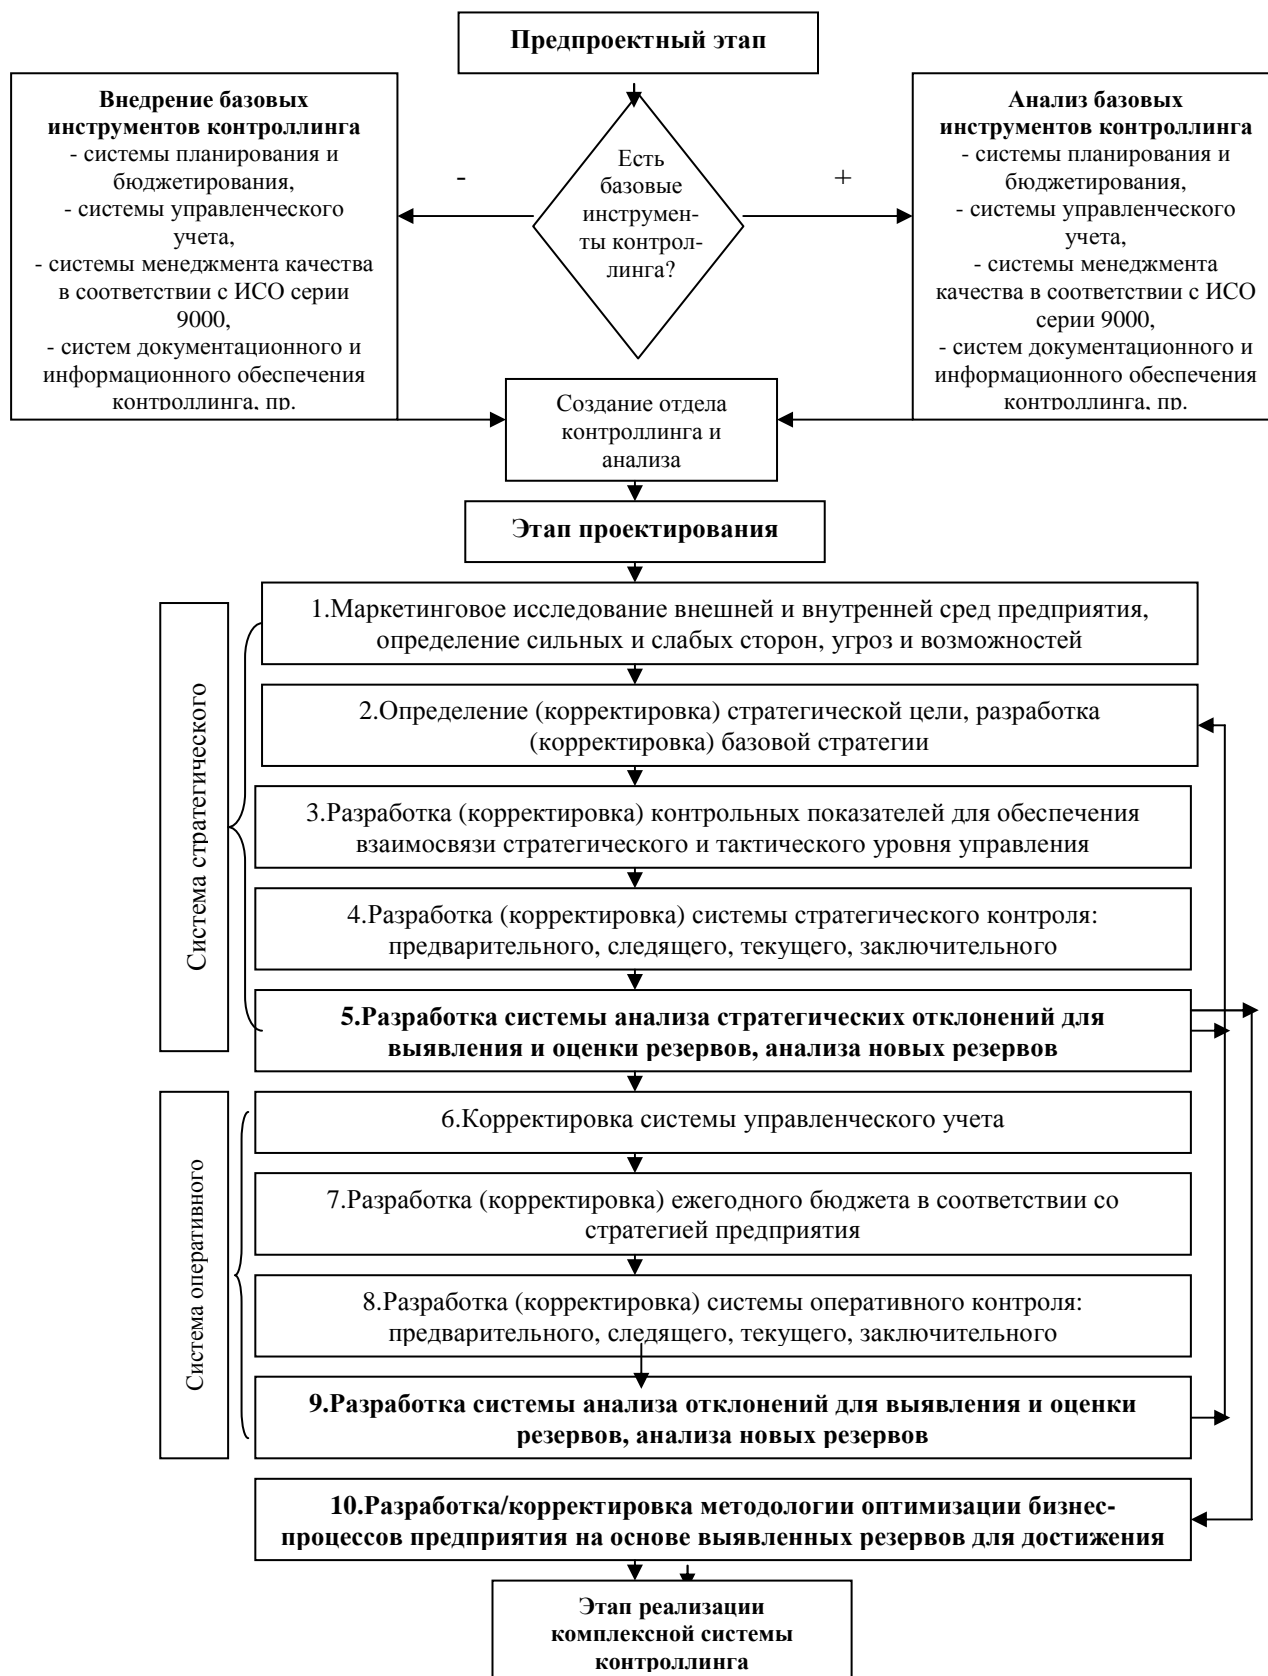 Предпроектный этап
Внедрение базовых
инструментов контроллинга
- системы планирования и
бюджетирования,
- системы управленческого
учета,
- системы менеджмента качества
в соответствии с ИСО серии
9000,
- систем документационного и
информационного обеспечения
контроллинга, пр.
-
Есть
базовые
инструмен-
ты контрол-
линга?
+
Анализ базовых
инструментов контроллинга
- системы планирования и
бюджетирования,
- системы управленческого
учета,
- системы менеджмента
качества в соответствии с ИСО
серии 9000,
- систем документационного и
информационного обеспечения
контроллинга, пр.
Создание отдела
контроллинга и
анализа
Этап проектирования
Система стратегического
1.Маркетинговое исследование внешней и внутренней сред предприятия,
определение сильных и слабых сторон, угроз и возможностей
2.Определение (корректировка) стратегической цели, разработка
(корректировка) базовой стратегии
3.Разработка (корректировка) контрольных показателей для обеспечения
взаимосвязи стратегического и тактического уровня управления
4.Разработка (корректировка) системы стратегического контроля:
предварительного, следящего, текущего, заключительного
5.Разработка системы анализа стратегических отклонений для
выявления и оценки резервов, анализа новых резервов
Система оперативного
6.Корректировка системы управленческого учета
7.Разработка (корректировка) ежегодного бюджета в соответствии со
стратегией предприятия
8.Разработка (корректировка) системы оперативного контроля:
предварительного, следящего, текущего, заключительного
9.Разработка системы анализа отклонений для выявления и оценки
резервов, анализа новых резервов
10.Разработка/корректировка методологии оптимизации бизнес-
процессов предприятия на основе выявленных резервов для достижения
Этап реализации
комплексной системы
контроллинга